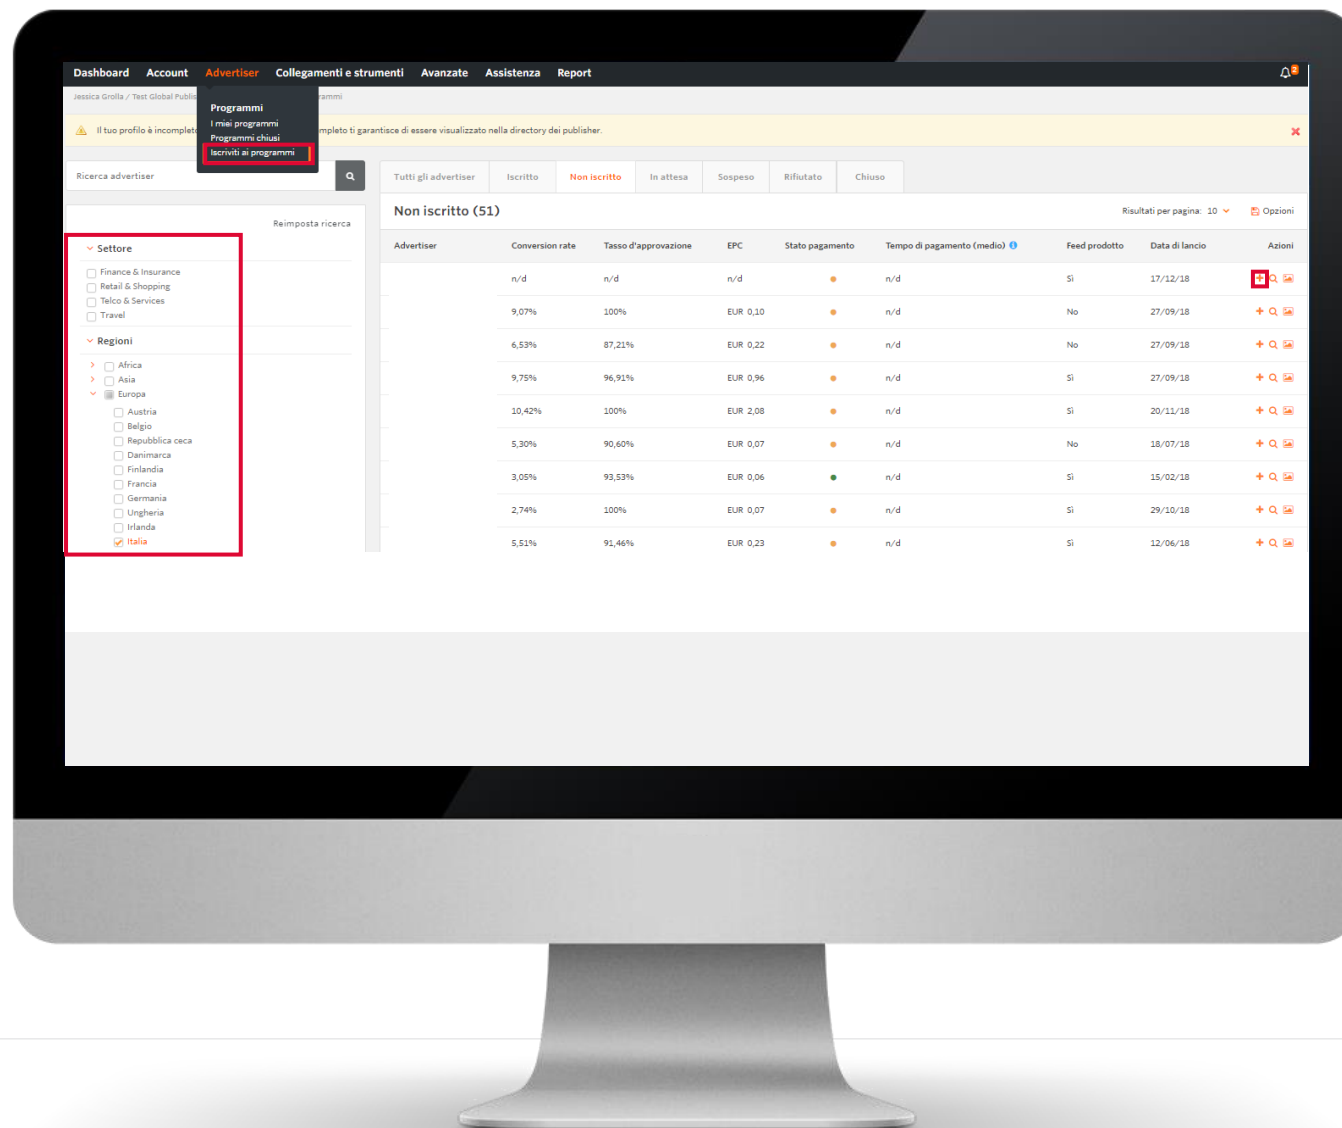 Dashboard Account Advertiser Collegamenti e strumenti Avanzate Assistenza Report 2
Jessica Grolla / Test Global Publis
Programmi
I miei programmi
Programmi chiusi
Iscriviti ai programmi
Il tuo profilo è incompleto ti garantisce di essere visualizzato nella directory dei publisher.
Ricerca advertiser
Tutti gli advertiser Iscritto Non iscritto In attesa Sospeso Rifiutato Chiuso
Reimposta ricerca
Non iscritto (51) Risultati per pagina: 10 Opzioni
Settore
Finance & Insurance
Retail & Shopping
Telco & Services
Travel
Regioni
Africa
Asia
Europa
Austria
Belgio
Repubblica ceca
Danimarca
Finlandia
Francia
Germania
Ungheria
Irlanda
Italia
Advertiser Conversion rate Tasso d'approvazione EPC Stato pagamento Tempo di pagamento (medio) Feed prodotto Data di lancio Azioni
n/d n/d n/d n/d Sì 17/12/18
9,07% 100% EUR 0,10 n/d No 27/09/18
6,53% 87,21% EUR 0,22 n/d No 27/09/18
9,75% 96,91% EUR 0,96 n/d Sì 27/09/18
10,42% 100% EUR 2,08 n/d Sì 20/11/18
5,30% 90,60% EUR 0,07 n/d No 18/07/18
3,05% 93,53% EUR 0,06 n/d Sì 15/02/18
2,74% 100% EUR 0,07 n/d Sì 29/10/18
5,51% 91,46% EUR 0,23 n/d Sì 12/06/18